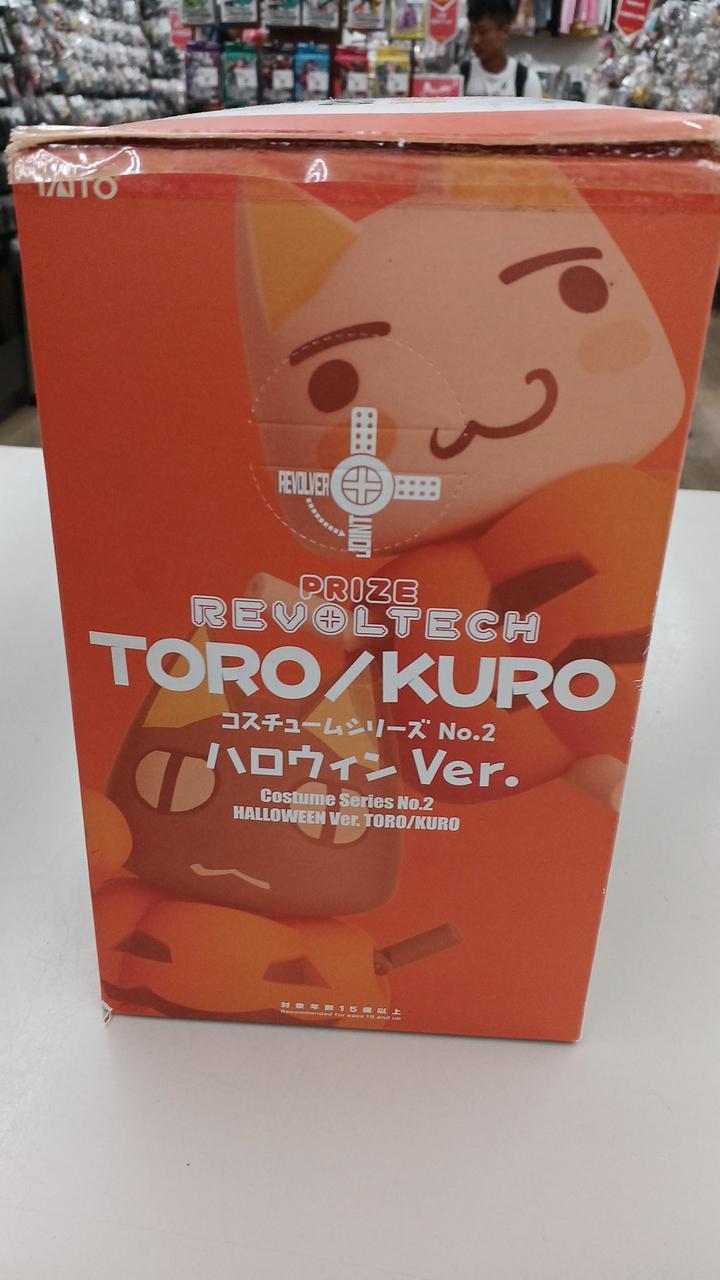 TAITO
REVOLVER
JOINT
PRIZE
REVOLTECH
TORO/KURO
コスチュームシリーズ No.2
ハロウィン Ver.
Costume Series No.2
HALLOWEEN Ver. TORO/KURO
対象年齢15歳以上
Recommended for ages 15 and up